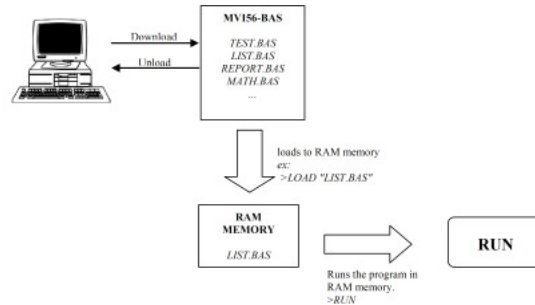 MVI56-BAS
Download
Unload
TEST.BAS
LIST.BAS
REPORT.BAS
MATH.BAS
...
loads to RAM memory
ex:
>LOAD "LIST.BAS"
RAM
MEMORY
LIST.BAS
RUN
Runs the program in
RAM memory.
>RUN